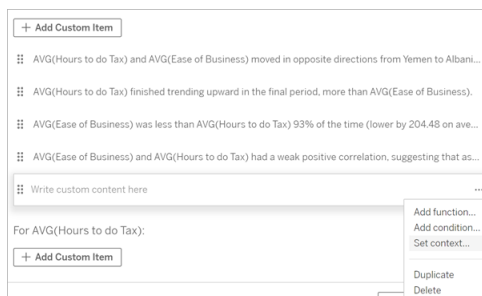 + Add Custom Item
AVG(Hours to do Tax) and AVG(Ease of Business) moved in opposite directions from Yemen to Albani...
AVG(Hours to do Tax) finished trending upward in the final period, more than AVG(Ease of Business).
AVG(Ease of Business) was less than AVG(Hours to do Tax) 93% of the time (lower by 204.48 on ave...
AVG(Ease of Business) and AVG(Hours to do Tax) had a weak positive correlation, suggesting that as...
Write custom content here
Add function...
Add condition...
Set context...
For AVG(Hours to do Tax):
+ Add Custom Item
Duplicate
Delete